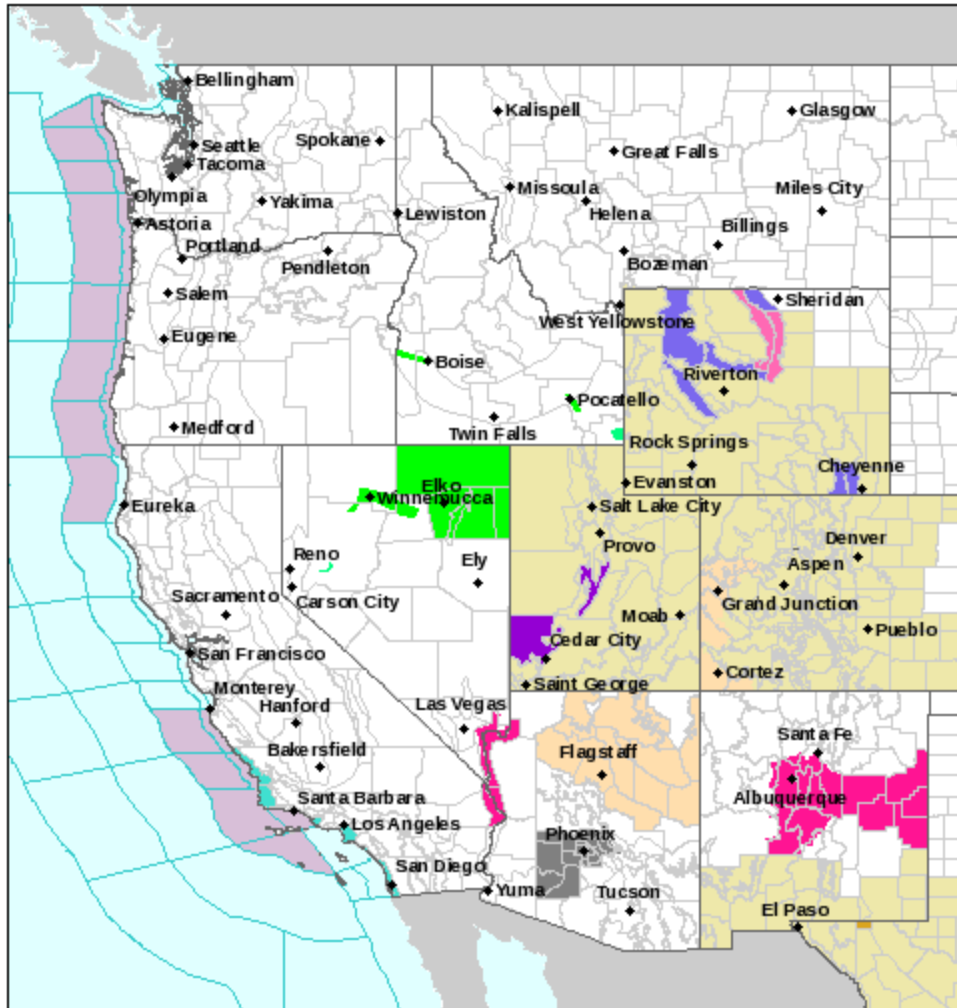 Bellingham
Kalispell
Glasgow
Seattle
Spokane
Great Falls
Tacoma
Missoula
Miles City
Olympia
Yakima
Lewiston
Helena
Astoria
Billings
Portland
Pendleton
Bozeman
Salem
Sheridan
West Yellowstone
Eugene
Boise
Riverton
Pocatello
Medford
Twin Falls
Rock Springs
Cheyenne
Elko
Evanston
Winnemucca
Eureka
Salt Lake City
Denver
Provo
Reno
Ely
Aspen
Sacramento
Carson City
Grand Junction
Moab
Pueblo
Cedar City
San Francisco
Cortez
Saint George
Monterey
Hanford
Las Vegas
Santa Fe
Bakersfield
Flagstaff
Santa Barbara
Albuquerque
Los Angeles
Phoenix
San Diego
Yuma
Tucson
El Paso